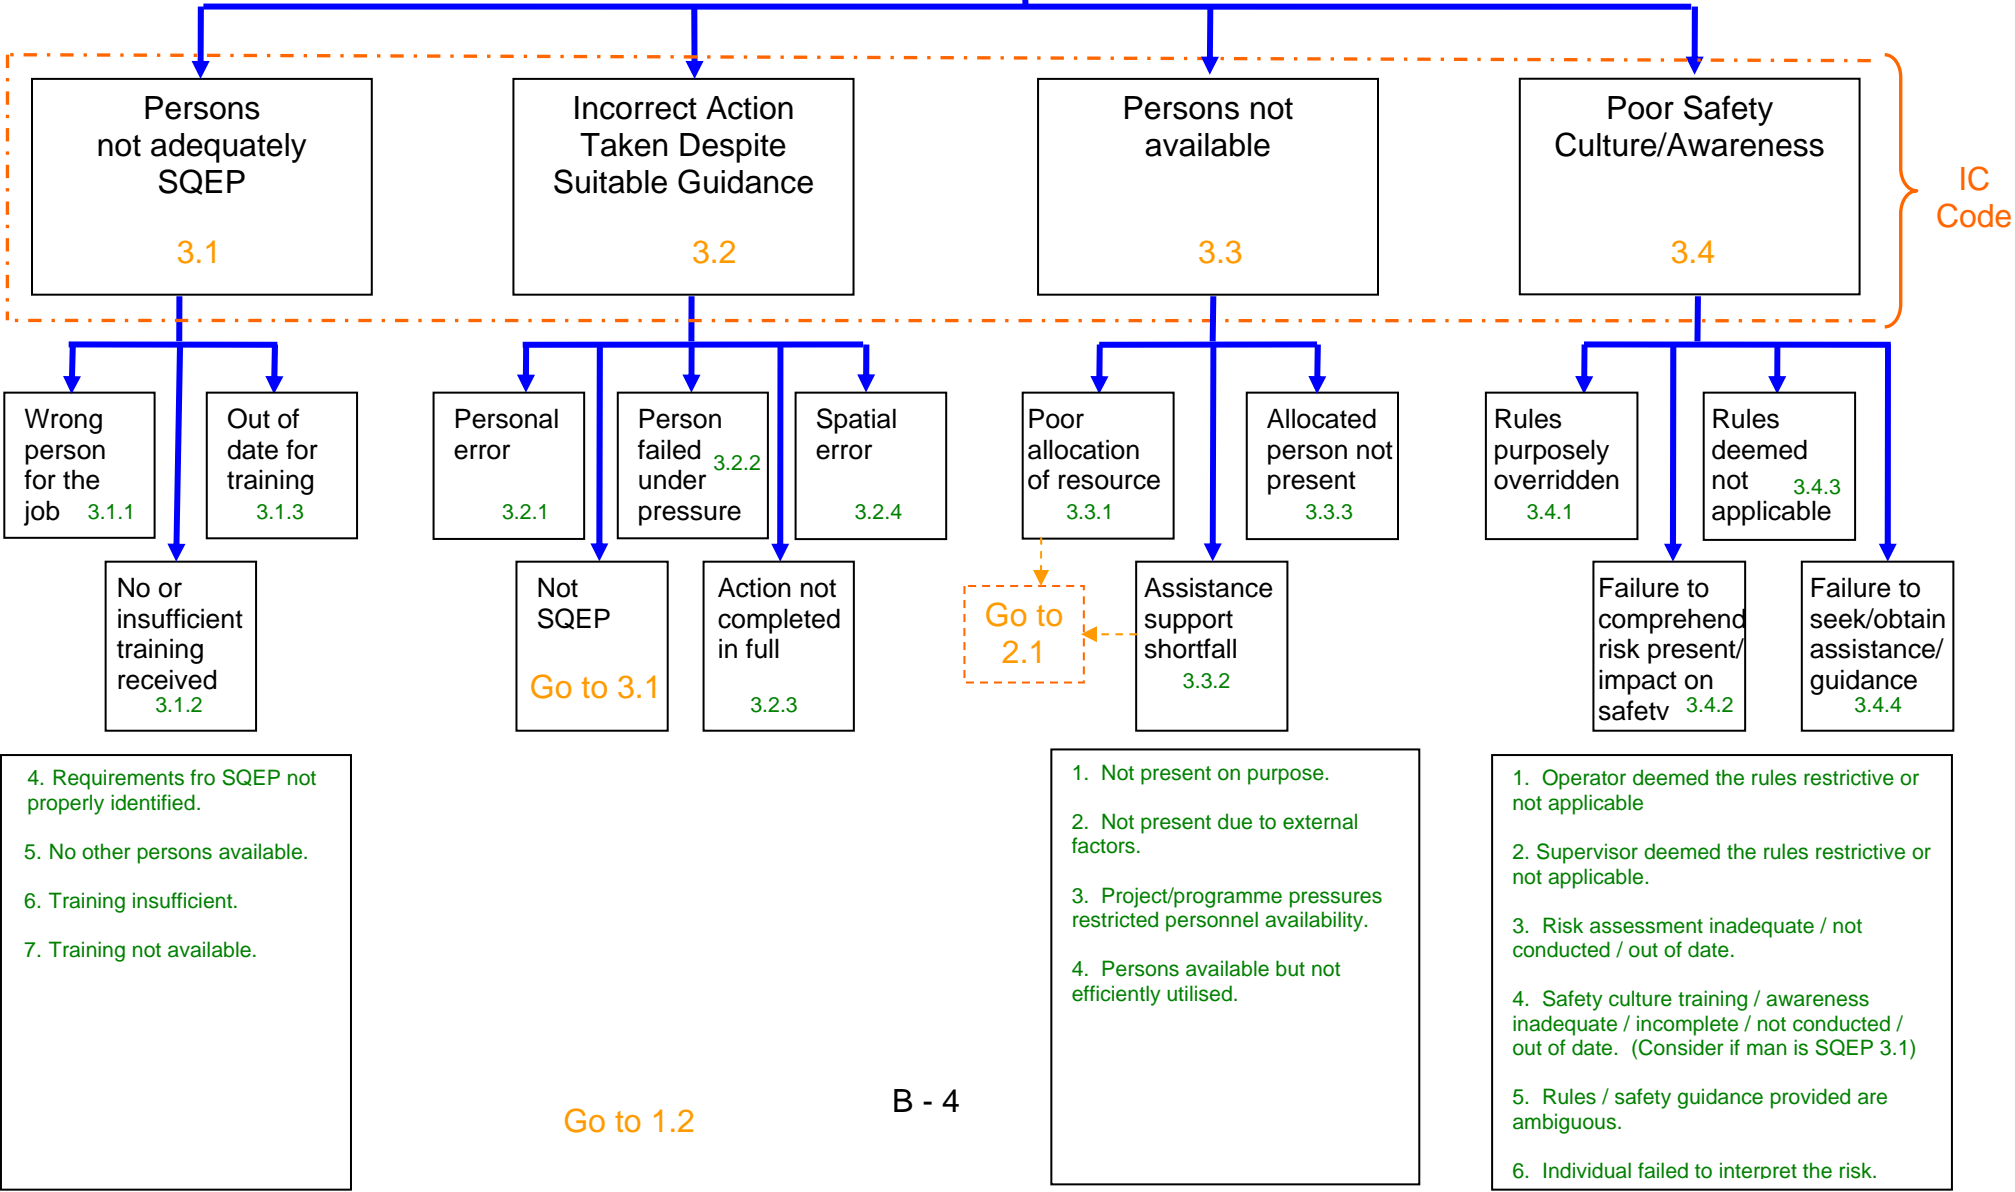 Persons
not adequately
SQEP
3.1
Incorrect Action
Taken Despite
Suitable Guidance
3.2
Persons not
available
3.3
Poor Safety
Culture/Awareness
3.4
IC
Code
Wrong
person
for the
job 3.1.1
Out of
date for
training
3.1.3
No or
insufficient
training
received
3.1.2
Personal
error
3.2.1
Person
failed
3.2.2
under
pressure
Spatial
error
3.2.4
Not
SQEP
Go to 3.1
Action not
completed
in full
3.2.3
Poor
allocation
of resource
3.3.1
Allocated
person not
present
3.3.3
Go to
2.1
Assistance
support
shortfall
3.3.2
Rules
purposely
overridden
3.4.1
Rules
deemed
not 3.4.3
applicable
Failure to
comprehend
risk present/
impact on
safety 3.4.2
Failure to
seek/obtain
assistance/
guidance
3.4.4
4. Requirements fro SQEP not
properly identified.
5. No other persons available.
6. Training insufficient.
7. Training not available.
Go to 1.2
B - 4
1. Not present on purpose.
2. Not present due to external
factors.
3. Project/programme pressures
restricted personnel availability.
4. Persons available but not
efficiently utilised.
1. Operator deemed the rules restrictive or
not applicable
2. Supervisor deemed the rules restrictive or
not applicable.
3. Risk assessment inadequate / not
conducted / out of date.
4. Safety culture training / awareness
inadequate / incomplete / not conducted /
out of date. (Consider if man is SQEP 3.1)
5. Rules / safety guidance provided are
ambiguous.
6. Individual failed to interpret the risk.